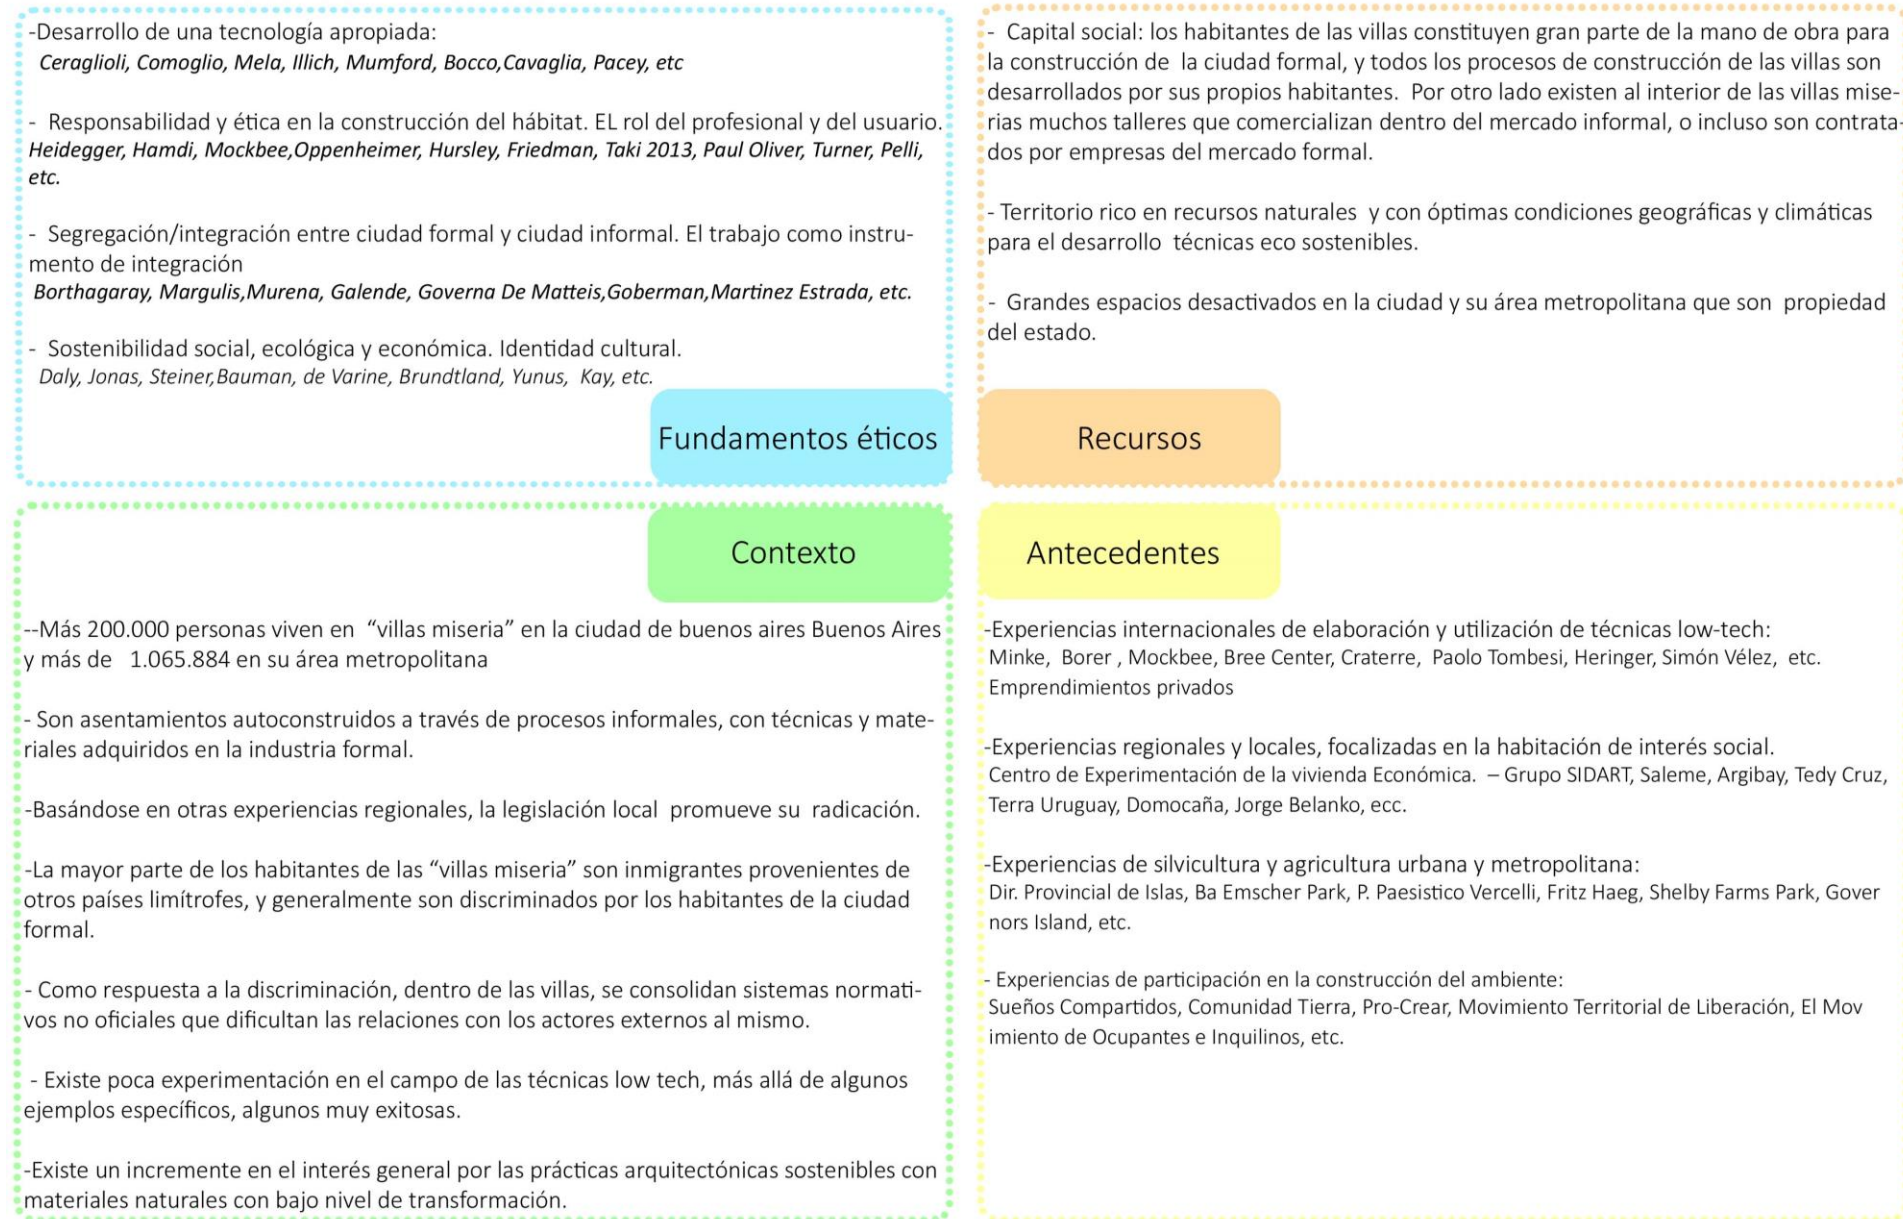 -Desarrollo de una tecnología apropiada:
Ceraglioli, Comoglio, Mela, Illich, Mumford, Bocco,Cavaglia, Pacey, etc
- Responsabilidad y ética en la construcción del hábitat. EL rol del profesional y del usuario.
Heidegger, Hamdi, Mockbee,Oppenheimer, Hursley, Friedman, Taki 2013, Paul Oliver, Turner, Pelli,
etc.
- Segregación/integración entre ciudad formal y ciudad informal. El trabajo como instru-
mento de integración
Borthagaray, Margulis,Murena, Galende, Governa De Matteis,Goberman,Martinez Estrada, etc.
- Sostenibilidad social, ecológica y económica. Identidad cultural.
Daly, Jonas, Steiner,Bauman, de Varine, Brundtland, Yunus, Kay, etc.
Fundamentos éticos
- Capital social: los habitantes de las villas constituyen gran parte de la mano de obra para
la construcción de la ciudad formal, y todos los procesos de construcción de las villas son
desarrollados por sus propios habitantes. Por otro lado existen al interior de las villas mise-
rias muchos talleres que comercializan dentro del mercado informal, o incluso son contrata-
dos por empresas del mercado formal.
- Territorio rico en recursos naturales y con óptimas condiciones geográficas y climáticas
para el desarrollo técnicas eco sostenibles.
- Grandes espacios desactivados en la ciudad y su área metropolitana que son propiedad
del estado.
Recursos
Contexto
--Más 200.000 personas viven en “villas miseria” en la ciudad de buenos aires Buenos Aires
y más de 1.065.884 en su área metropolitana
- Son asentamientos autoconstruidos a través de procesos informales, con técnicas y mate-
riales adquiridos en la industria formal.
-Basándose en otras experiencias regionales, la legislación local promueve su radicación.
-La mayor parte de los habitantes de las “villas miseria” son inmigrantes provenientes de
otros países limítrofes, y generalmente son discriminados por los habitantes de la ciudad
formal.
- Como respuesta a la discriminación, dentro de las villas, se consolidan sistemas normati-
vos no oficiales que dificultan las relaciones con los actores externos al mismo.
- Existe poca experimentación en el campo de las técnicas low tech, más allá de algunos
ejemplos específicos, algunos muy exitosas.
-Existe un incremente en el interés general por las prácticas arquitectónicas sostenibles con
materiales naturales con bajo nivel de transformación.
Antecedentes
-Experiencias internacionales de elaboración y utilización de técnicas low-tech:
Minke, Borer , Mockbee, Bree Center, Craterre, Paolo Tombesi, Heringer, Simón Vélez, etc.
Emprendimientos privados
-Experiencias regionales y locales, focalizadas en la habitación de interés social.
Centro de Experimentación de la vivienda Económica. – Grupo SIDART, Saleme, Argibay, Tedy Cruz,
Terra Uruguay, Domocaña, Jorge Belanko, ecc.
-Experiencias de silvicultura y agricultura urbana y metropolitana:
Dir. Provincial de Islas, Ba Emscher Park, P. Paesistico Vercelli, Fritz Haeg, Shelby Farms Park, Gover
nors Island, etc.
- Experiencias de participación en la construcción del ambiente:
Sueños Compartidos, Comunidad Tierra, Pro-Crear, Movimiento Territorial de Liberación, El Mov
imiento de Ocupantes e Inquilinos, etc.